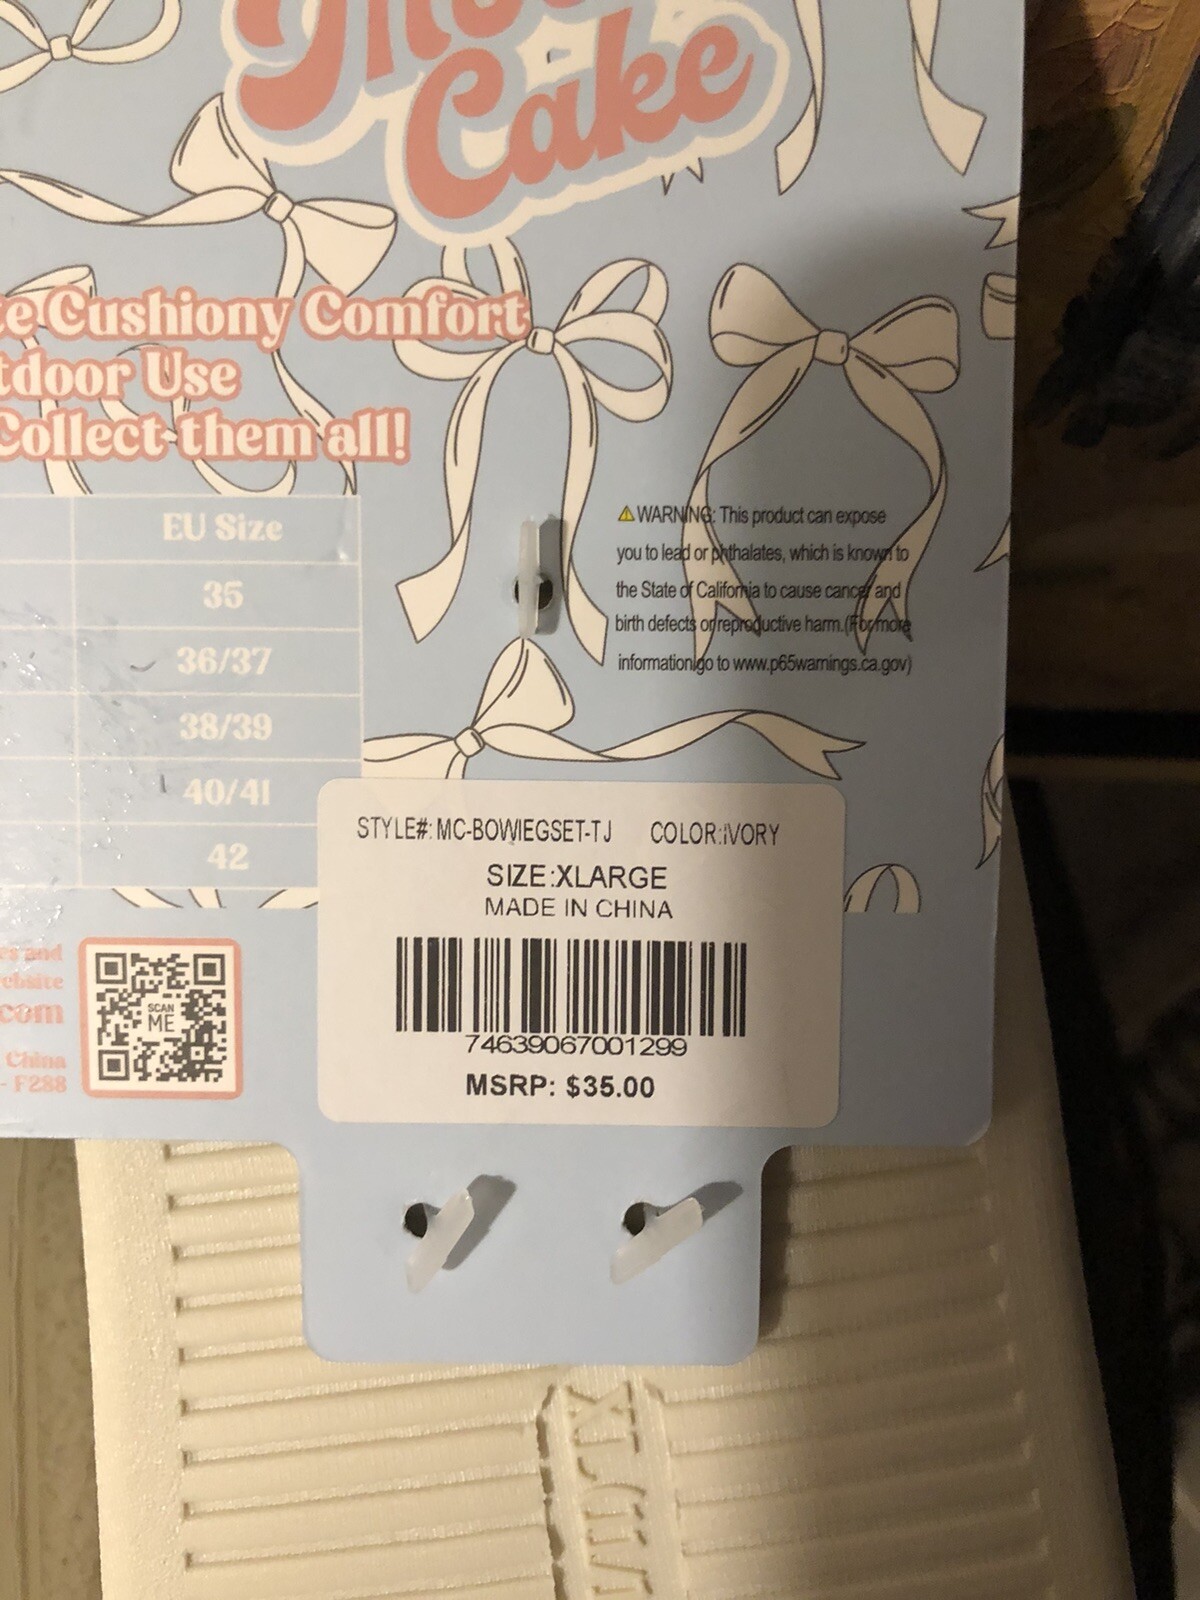 Cake
Cushiony Comfort
Use
Collect them all!
EU Size
35
36/37
38/39
40/41
42
⚠WARNING: This product can expose
you to lead or phthalates, which is known to
the State of California to cause cancer and
birth defects or reproductive harm.(For more
information go to www.p65warnings.ca.gov)
STYLE#:MC-BOWIEGSET-TJ COLOR:IVORY
SIZE:XLARGE
MADE IN CHINA
74639067001299
MSRP: $35.00
and
.com
China
- F288
SCAN
ME